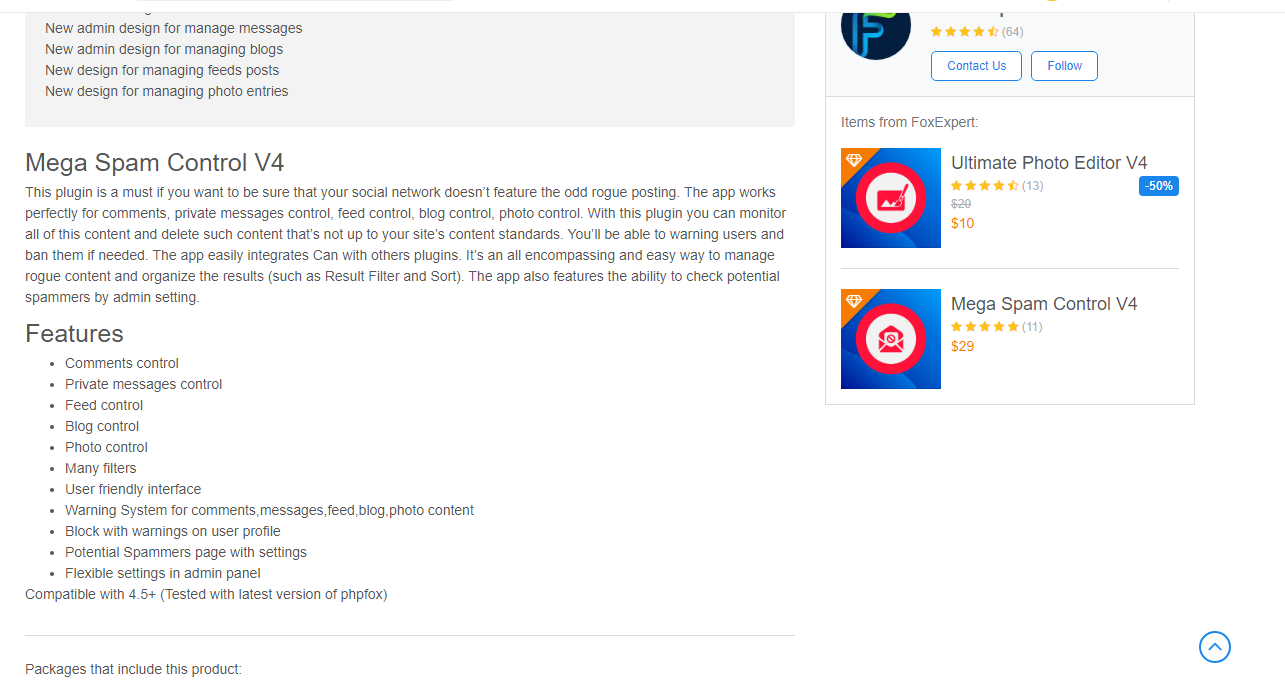 New admin design for manage messages
New admin design for managing blogs
New design for managing feeds posts
New design for managing photo entries
Mega Spam Control V4
This plugin is a must if you want to be sure that your social network doesn’t feature the odd rogue posting. The app works
perfectly for comments, private messages control, feed control, blog control, photo control. With this plugin you can monitor
all of this content and delete such content that’s not up to your site’s content standards. You’ll be able to warning users and
ban them if needed. The app easily integrates Can with others plugins. It’s an all encompassing and easy way to manage
rogue content and organize the results (such as Result Filter and Sort). The app also features the ability to check potential
spammers by admin setting.
Features
• Comments control
• Private messages control
• Feed control
• Blog control
• Photo control
• Many filters
• User friendly interface
• Warning System for comments,messages,feed,blog,photo content
• Block with warnings on user profile
• Potential Spammers page with settings
• Flexible settings in admin panel
Compatible with 4.5+ (Tested with latest version of phpfox)
Packages that include this product:
(64)
Contact Us Follow
Items from FoxExpert:
Ultimate Photo Editor V4
(13) -50%
$20
$10
Mega Spam Control V4
(11)
$29